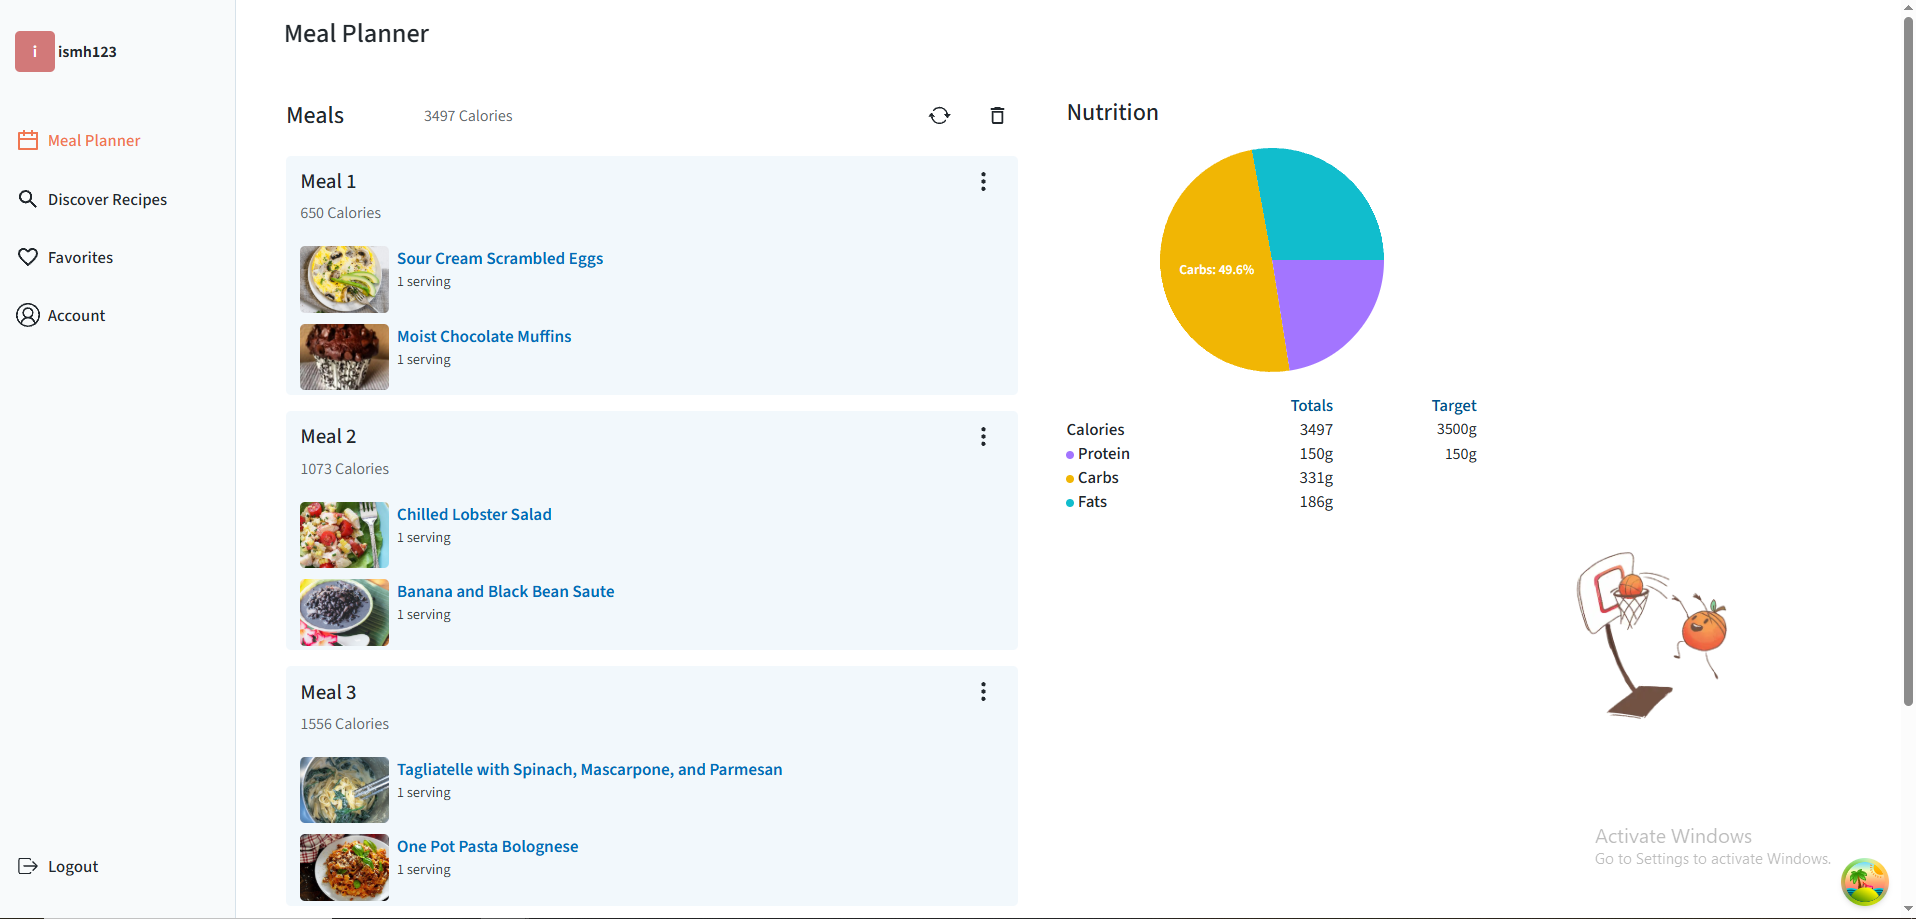 i
ismh123
Meal Planner
Discover Recipes
Favorites
Account
Logout
Meal Planner
Meals
3497 Calories
Meal 1
650 Calories
Sour Cream Scrambled Eggs
1 serving
Moist Chocolate Muffins
1 serving
Meal 2
1073 Calories
Chilled Lobster Salad
1 serving
Banana and Black Bean Saute
1 serving
Meal 3
1556 Calories
Tagliatelle with Spinach, Mascarpone, and Parmesan
1 serving
One Pot Pasta Bolognese
1 serving
Nutrition
Carbs: 49.6%
Totals Target
Calories 3497 3500g
Protein 150g 150g
Carbs 331g
Fats 186g
Activate Windows
Go to Settings to activate Windows.